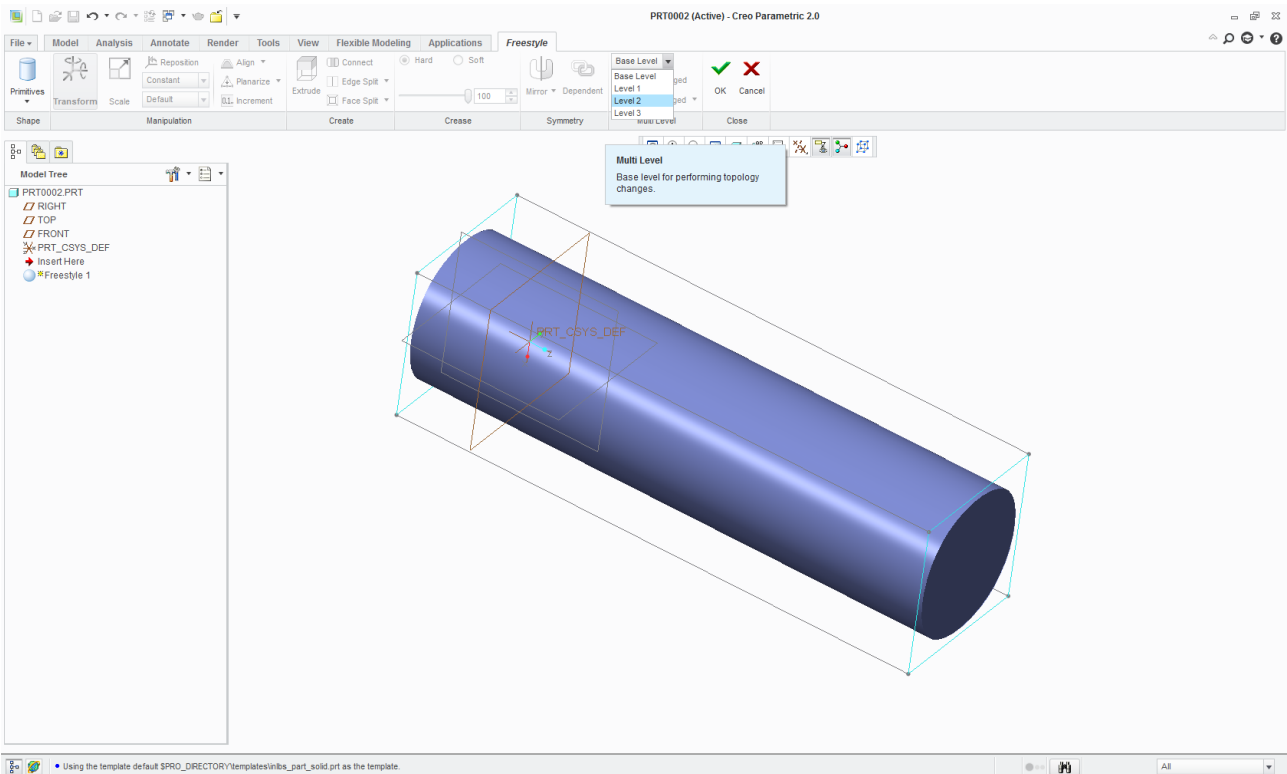 PRT0002 (Active) - Creo Parametric 2.0
File Model Analysis Annotate Render Tools View Flexible Modeling Applications Freestyle
Primitives
Transform
Scale
Reposition
Constant
Default
Align
Planarize
0.1.. Increment
Extrude
Connect
Edge Split
Face Split
Hard Soft
100
Mirror
Dependent
Base Level
Base Level
Level 1
Level 2
Level 3
OK
Cancel
Shape Manipulation Create Crease Symmetry Multi Level Close
Multi Level
Base level for performing topology
changes.
Model Tree
PRT0002.PRT
RIGHT
TOP
FRONT
PRT_CSYS_DEF
Insert Here
Freestyle 1
PRT_CSYS_DEF
Z
• Using the template default $PRO_DIRECTORY\templates\inlbs_part_solid.prt as the template.
All